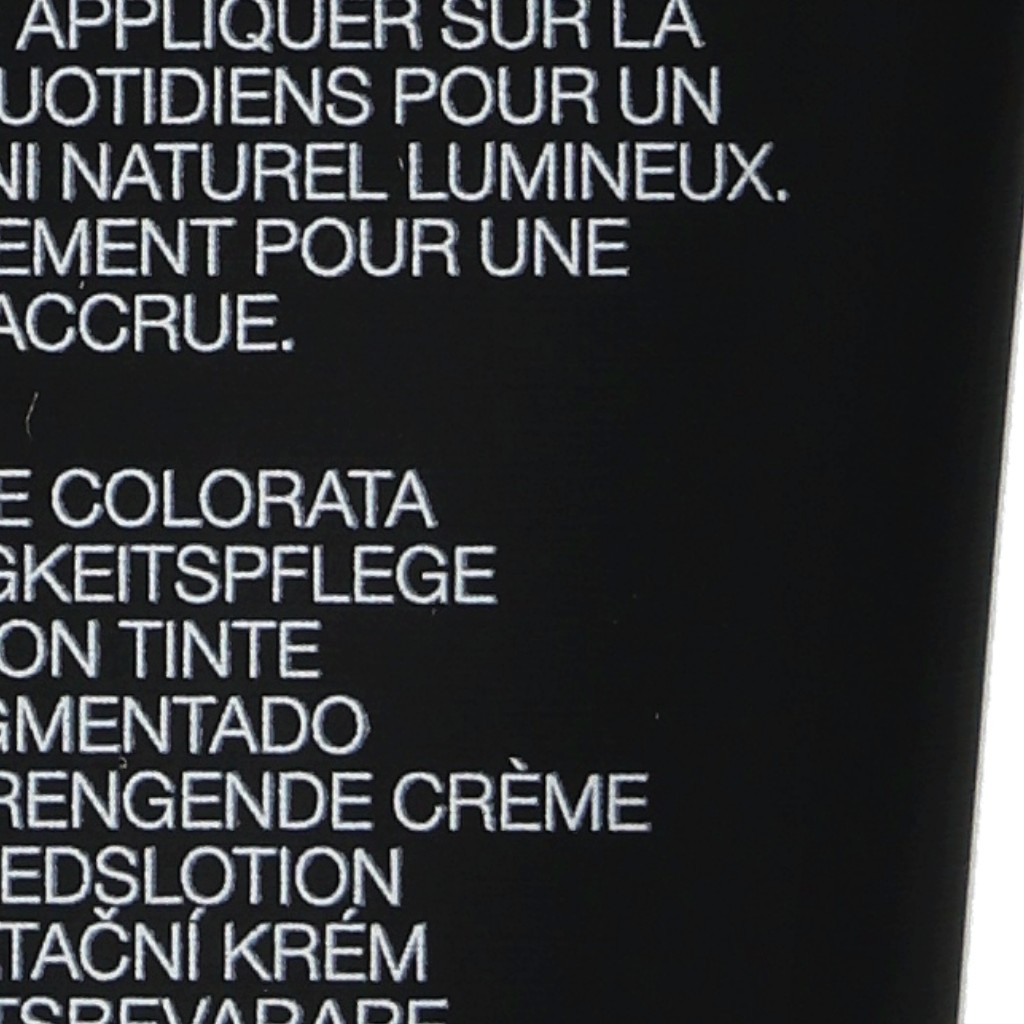 APPLIQUER SUR LA
UOTIDIENS POUR UN
NI NATUREL LUMINEUX.
EMENT POUR UNE
ACCRUE.
E COLORATA
GKEITSPFLEGE
ON TINTE
GMENTADO
RENGENDE CRÈME
EDSLOTION
TAČNÍ KRÉM
TSBEVARARE